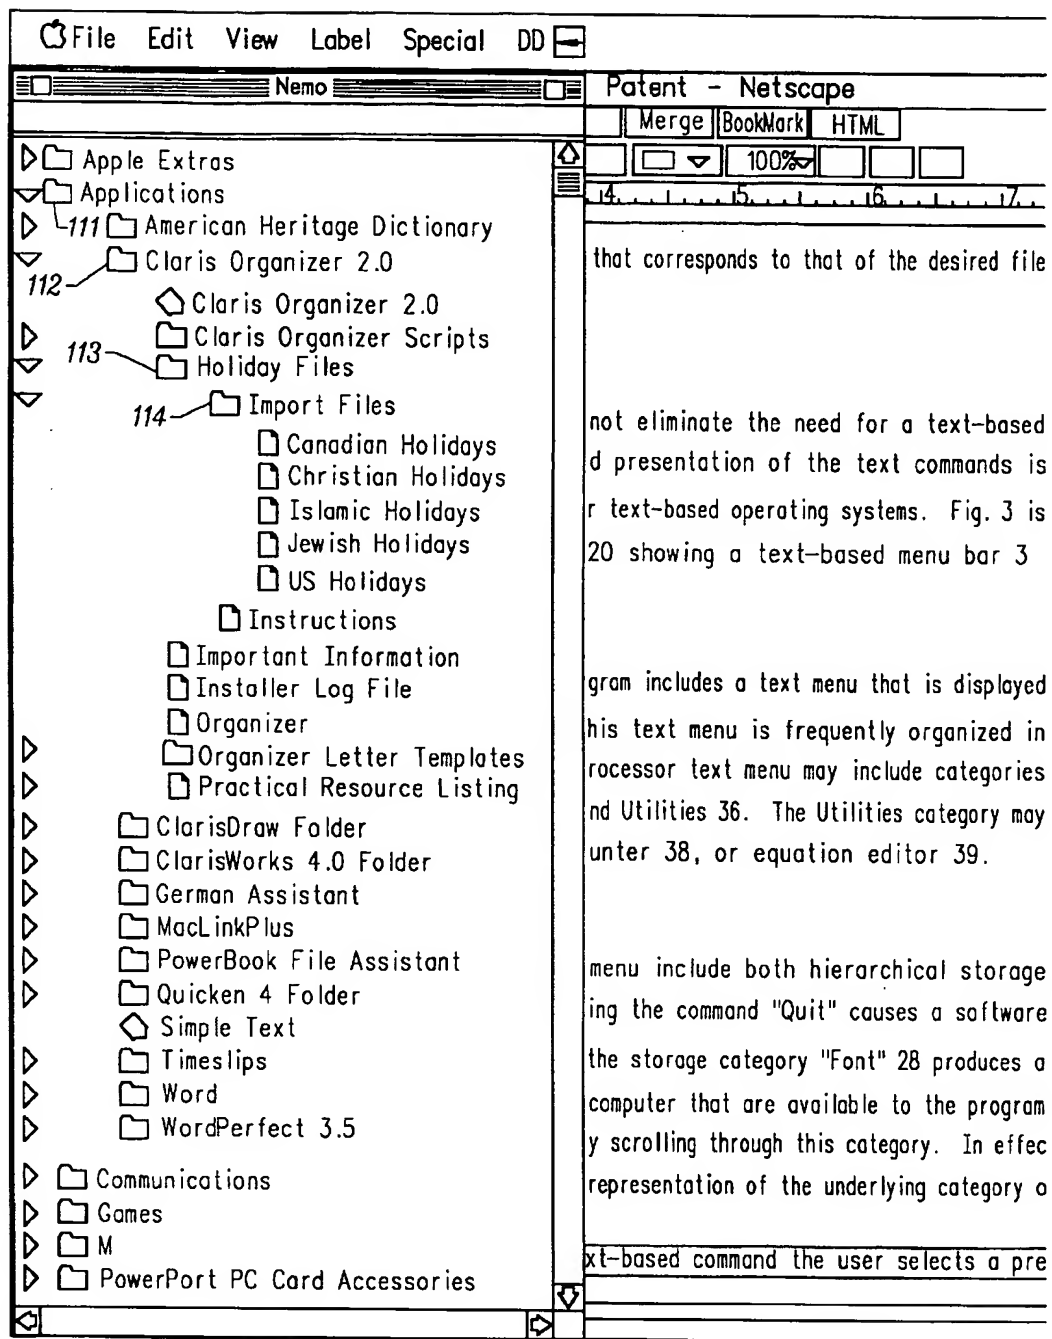 File Edit View Label Special DD
Nemo
Apple Extras
Applications
111 American Heritage Dictionary
112 Claris Organizer 2.0
Claris Organizer 2.0
Claris Organizer Scripts
113 Holiday Files
114 Import Files
Canadian Holidays
Christian Holidays
Islamic Holidays
Jewish Holidays
US Holidays
Instructions
Important Information
Installer Log File
Organizer
Organizer Letter Templates
Practical Resource Listing
ClarisDraw Folder
ClarisWorks 4.0 Folder
German Assistant
MacLinkPlus
PowerBook File Assistant
Quicken 4 Folder
Simple Text
Timeslips
Word
WordPerfect 3.5
Communications
Games
M
PowerPort PC Card Accessories
Patent - Netscape
Merge BookMark HTML
100%
4 5 6 7
that corresponds to that of the desired file
not eliminate the need for a text-based
d presentation of the text commands is
r text-based operating systems. Fig. 3 is
20 showing a text-based menu bar 3
gram includes a text menu that is displayed
his text menu is frequently organized in
rocessor text menu may include categories
nd Utilities 36. The Utilities category may
unter 38, or equation editor 39.
menu include both hierarchical storage
ing the command "Quit" causes a software
the storage category "Font" 28 produces a
computer that are available to the program
y scrolling through this category. In effec
representation of the underlying category a
xt-based command the user selects a pre